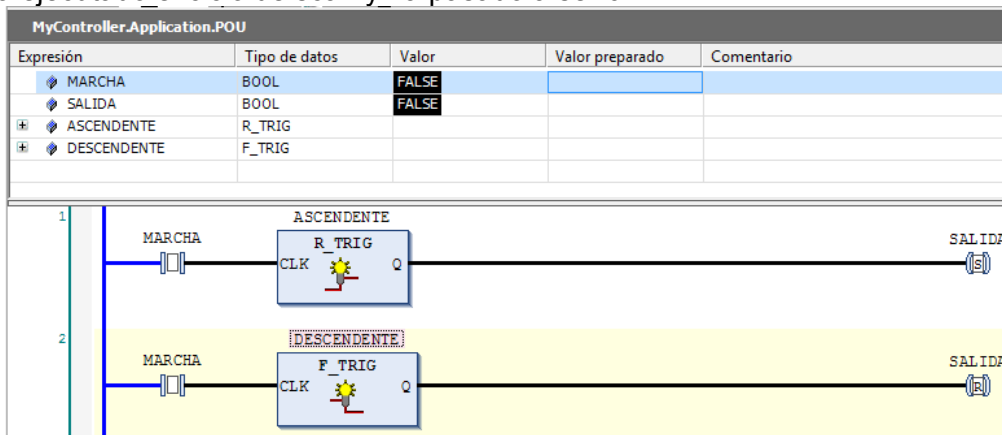 MyController.Application.POU
Expresión Tipo de datos Valor Valor preparado Comentario
MARCHA BOOL FALSE
SALIDA BOOL FALSE
ASCENDENTE R_TRIG
DESCENDENTE F_TRIG
1
ASCENDENTE
MARCHA R_TRIG SALIDA
CLK Q S
2
DESCENDENTE
MARCHA F_TRIG SALIDA
CLK Q R